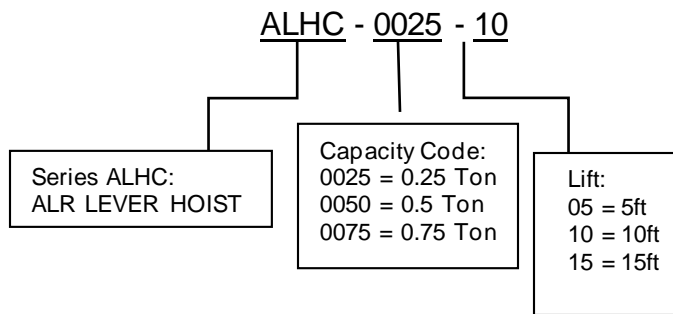 ALHC - 0025 - 10
Series ALHC:
ALR LEVER HOIST
Capacity Code:
0025 = 0.25 Ton
0050 = 0.5 Ton
0075 = 0.75 Ton
Lift:
05 = 5ft
10 = 10ft
15 = 15ft